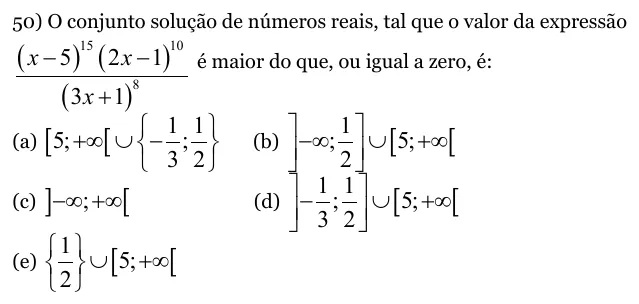 50) O conjunto solução de números reais, tal que o valor da expressão
(x−5)^15 (2x−1)^10 / (3x+1)^8 é maior do que, ou igual a zero, é:
(a) [5;+∞[ ∪ {−1/3; 1/2} (b) ]−∞; 1/2] ∪ [5;+∞[
(c) ]−∞;+∞[ (d) ]−1/3; 1/2] ∪ [5;+∞[
(e) {1/2} ∪ [5;+∞[